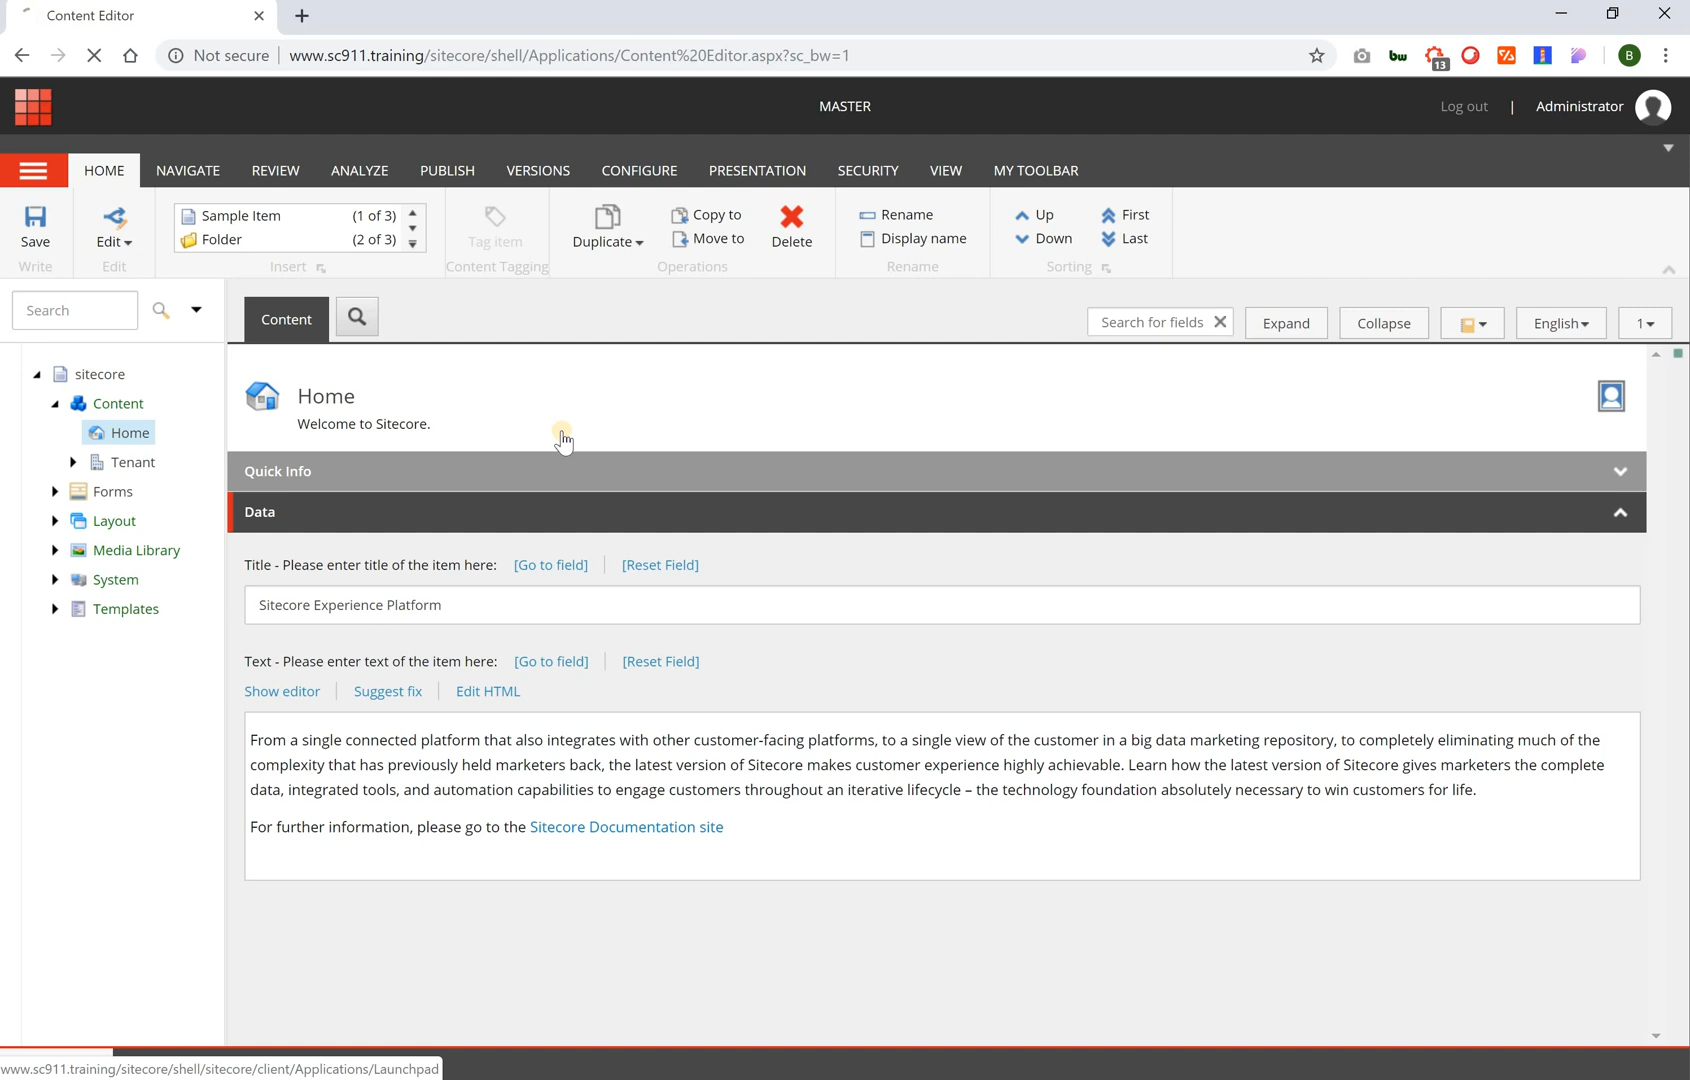 Content Editor
Not secure www.sc911.training/sitecore/shell/Applications/Content%20Editor.aspx?sc_bw=1
bw
13
B
MASTER
Log out | Administrator
HOME NAVIGATE REVIEW ANALYZE PUBLISH VERSIONS CONFIGURE PRESENTATION SECURITY VIEW MY TOOLBAR
Sample Item (1 of 3) Copy to Rename Up First
Save Edit Folder (2 of 3) Tag item Duplicate Move to Delete Display name Down Last
Write Edit Insert Content Tagging Operations Rename Sorting
Search
Content
Search for fields Expand Collapse English 1
sitecore
Content
Home
Tenant
Forms
Layout
Media Library
System
Templates
Home
Welcome to Sitecore.
Quick Info
Data
Title - Please enter title of the item here: [Go to field] [Reset Field]
Sitecore Experience Platform
Text - Please enter text of the item here: [Go to field] [Reset Field]
Show editor Suggest fix Edit HTML
From a single connected platform that also integrates with other customer-facing platforms, to a single view of the customer in a big data marketing repository, to completely eliminating much of the
complexity that has previously held marketers back, the latest version of Sitecore makes customer experience highly achievable. Learn how the latest version of Sitecore gives marketers the complete
data, integrated tools, and automation capabilities to engage customers throughout an iterative lifecycle – the technology foundation absolutely necessary to win customers for life.
For further information, please go to the Sitecore Documentation site
www.sc911.training/sitecore/shell/sitecore/client/Applications/Launchpad